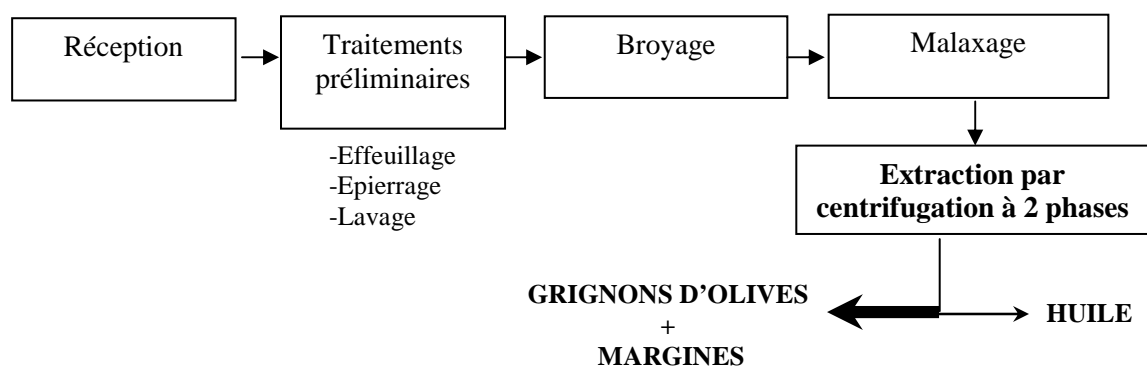 Réception
Traitements
préliminaires
Broyage
Malaxage
-Effeuillage
-Epierrage
-Lavage
Extraction par
centrifugation à 2 phases
GRIGNONS D’OLIVES
+
MARGINES
HUILE